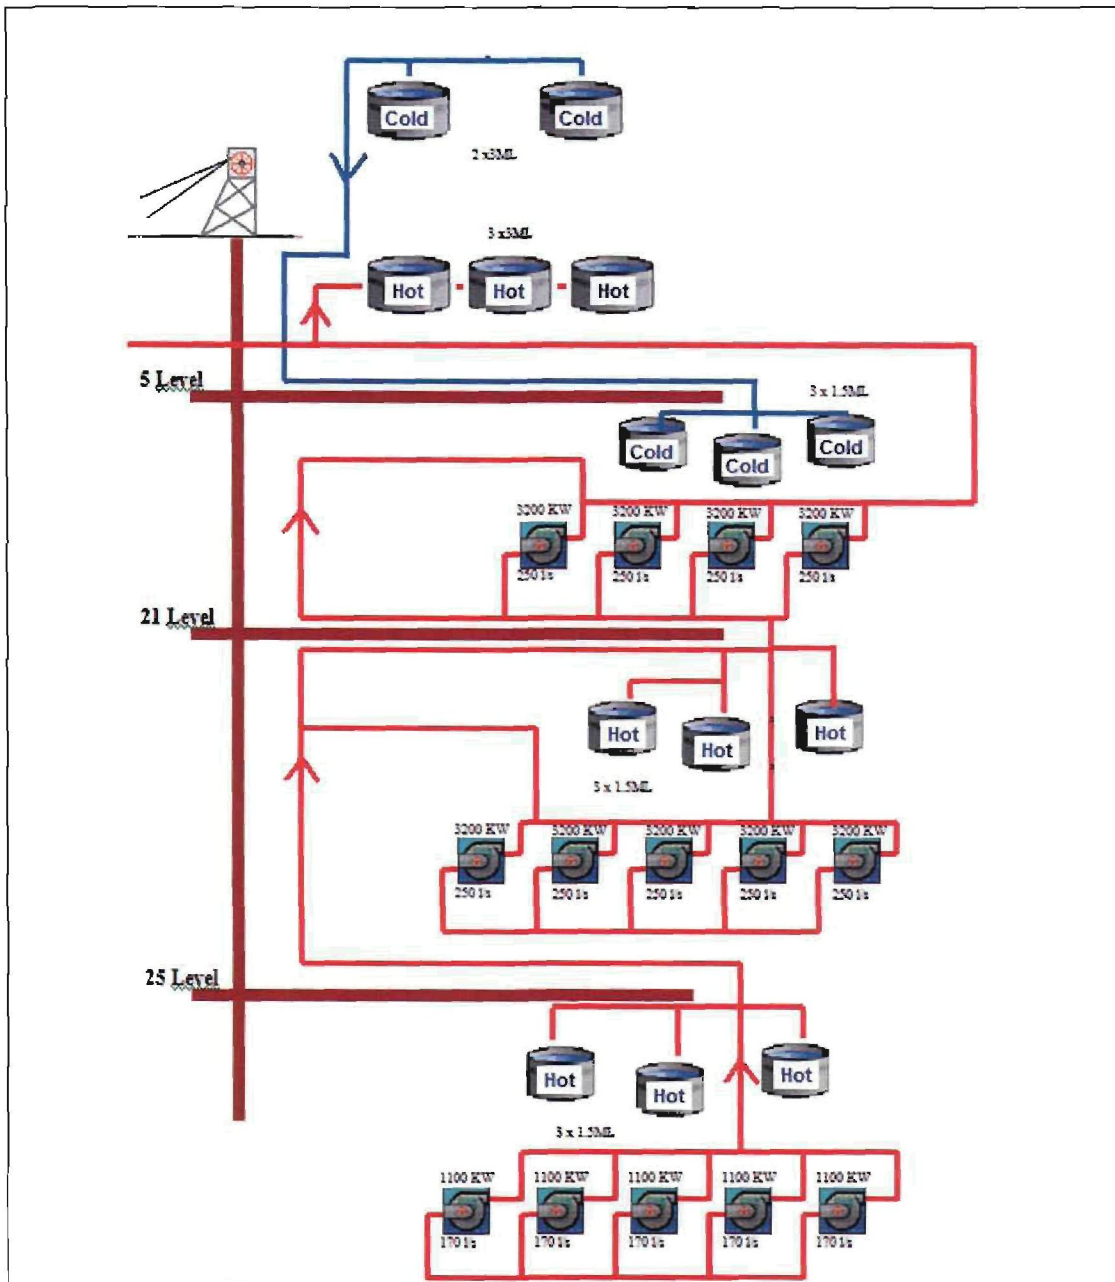 Cold
Cold
2 x3ML
3 x3ML
Hot
Hot
Hot
5 Level
3 x 1.5ML
Cold
Cold
Cold
3200 KW
3200 KW
3200 KW
3200 KW
250 l/s
250 l/s
250 l/s
250 l/s
21 Level
Hot
Hot
Hot
3 x 1.5ML
3200 KW
3200 KW
3200 KW
3200 KW
3200 KW
250 l/s
250 l/s
250 l/s
250 l/s
250 l/s
25 Level
Hot
Hot
Hot
3 x 1.5ML
1100 KW
1100 KW
1100 KW
1100 KW
1100 KW
170 l/s
170 l/s
170 l/s
170 l/s
170 l/s